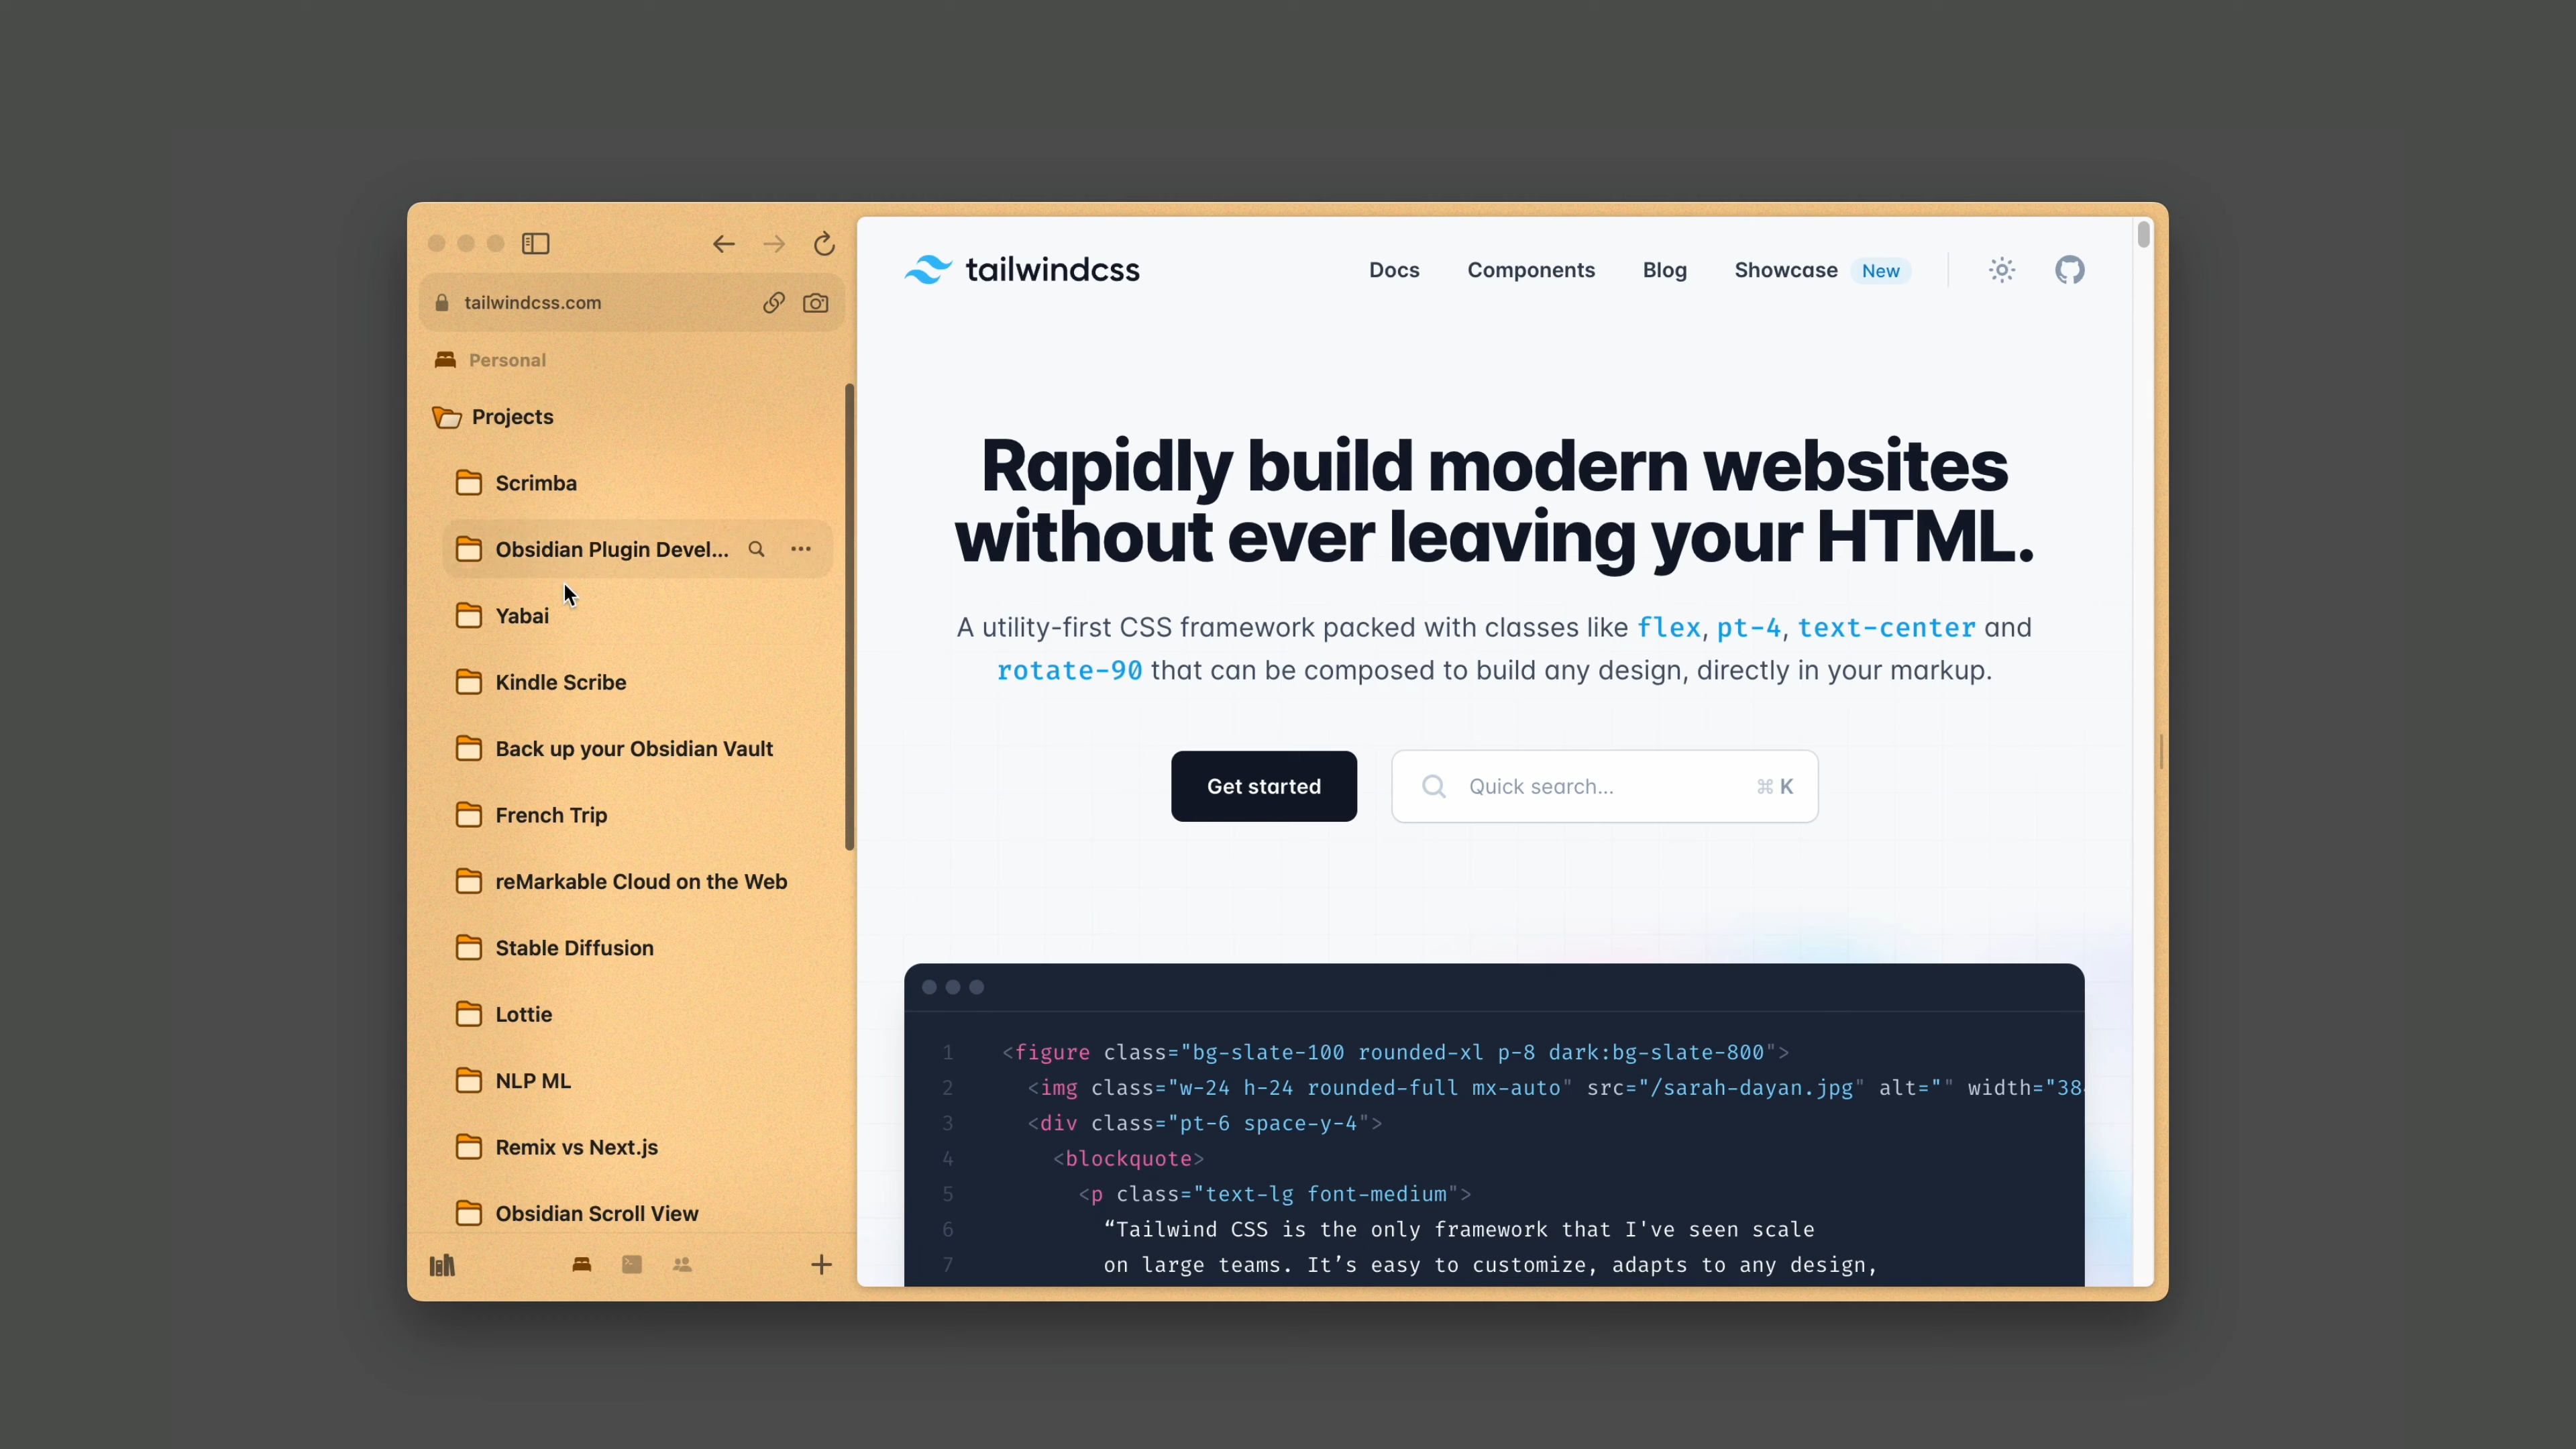 tailwindcss.com
Personal
Projects
Scrimba
Obsidian Plugin Devel...
Yabai
Kindle Scribe
Back up your Obsidian Vault
French Trip
reMarkable Cloud on the Web
Stable Diffusion
Lottie
NLP ML
Remix vs Next.js
Obsidian Scroll View
tailwindcss
Docs
Components
Blog
Showcase New
Rapidly build modern websites
without ever leaving your HTML.
A utility-first CSS framework packed with classes like flex, pt-4, text-center and
rotate-90 that can be composed to build any design, directly in your markup.
Get started
Quick search... ⌘ K
1 <figure class="bg-slate-100 rounded-xl p-8 dark:bg-slate-800">
2 <img class="w-24 h-24 rounded-full mx-auto" src="/sarah-dayan.jpg" alt="" width="38
3 <div class="pt-6 space-y-4">
4 <blockquote>
5 <p class="text-lg font-medium">
6 “Tailwind CSS is the only framework that I've seen scale
7 on large teams. It’s easy to customize, adapts to any design,